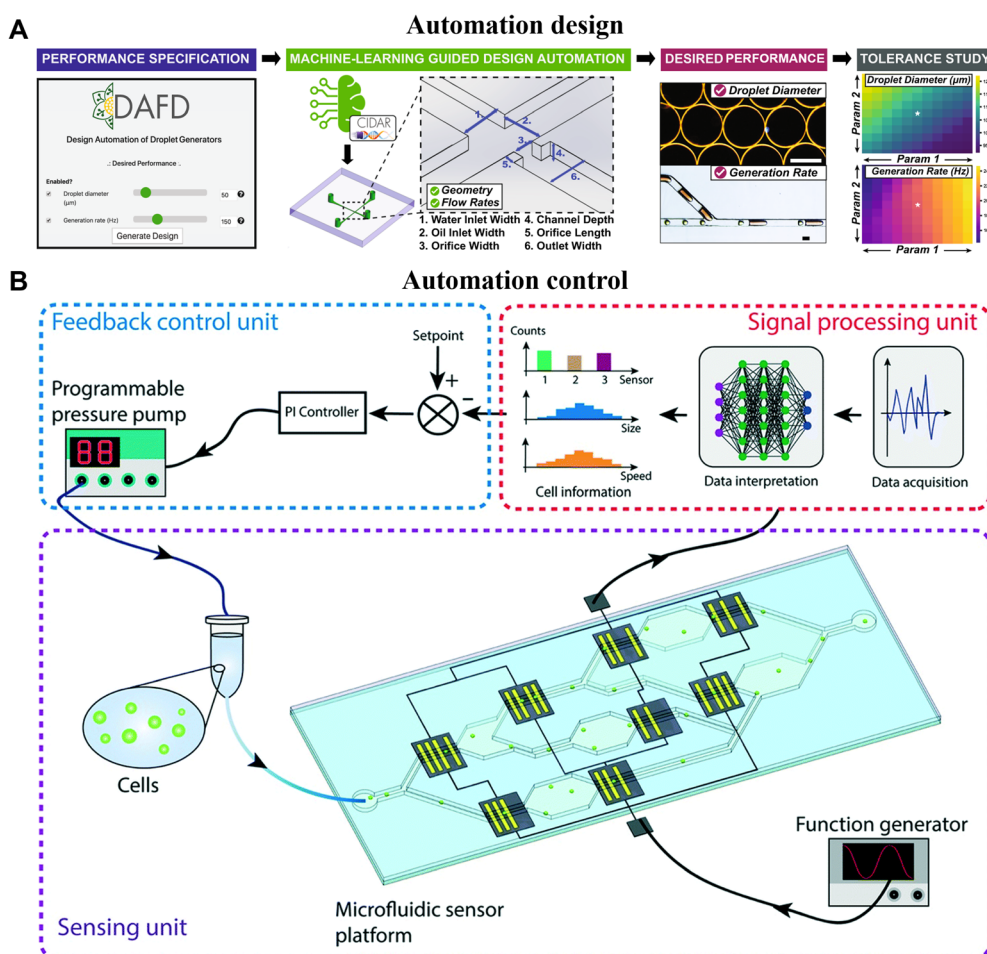 Automation design
A
PERFORMANCE SPECIFICATION
MACHINE-LEARNING GUIDED DESIGN AUTOMATION
DESIRED PERFORMANCE
TOLERANCE STUDY
DAFD
Design Automation of Droplet Generators
.: Desired Performance :.
Enabled?
Droplet diameter
(µm)
50
Generation rate (Hz)
150
Generate Design
CIDAR
1.
2.
3.
4.
5.
6.
Geometry
Flow Rates
1. Water Inlet Width
2. Oil Inlet Width
3. Orifice Width
4. Channel Depth
5. Orifice Length
6. Outlet Width
Droplet Diameter
Generation Rate
Droplet Diameter (µm)
Param 2
Param 1
Generation Rate (Hz)
Param 2
Param 1
Automation control
B
Feedback control unit
Setpoint
+
−
PI Controller
Programmable
pressure pump
88
Signal processing unit
Counts
1 2 3 Sensor
Size
Speed
Cell information
Data interpretation
Data acquisition
Cells
Function generator
Microfluidic sensor
platform
Sensing unit